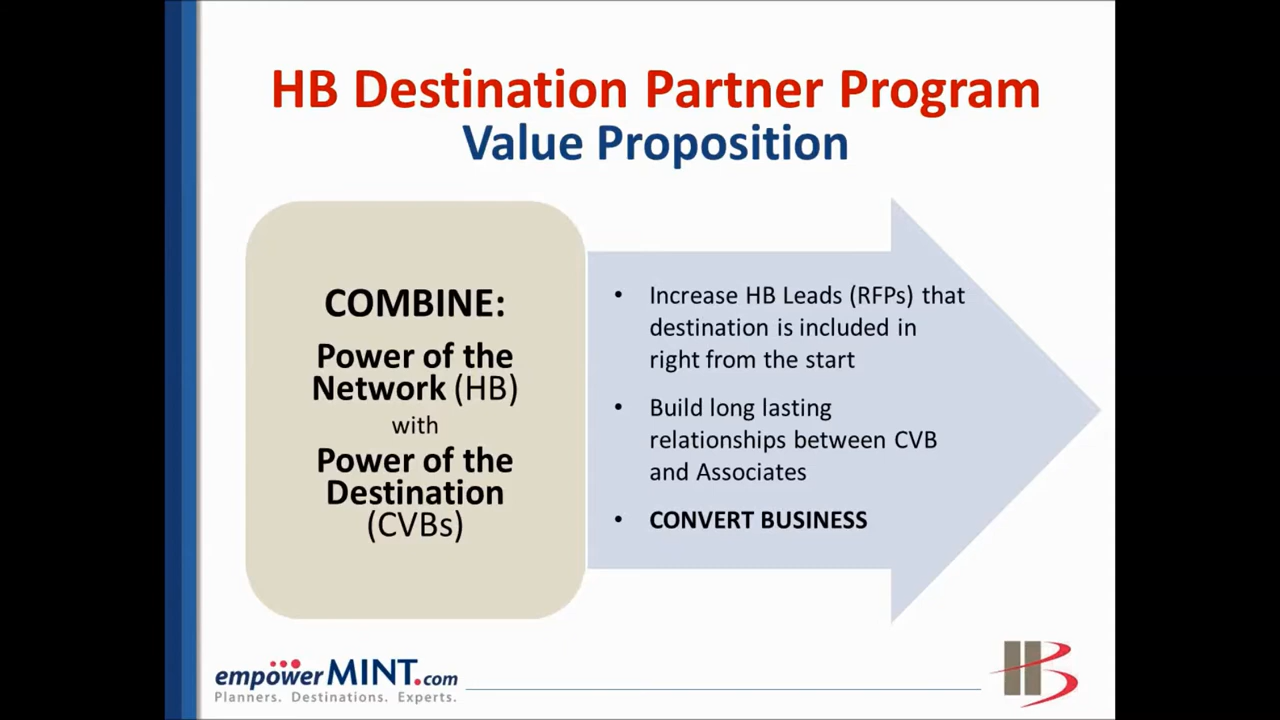 HB Destination Partner Program
Value Proposition
COMBINE:
Power of the
Network (HB)
with
Power of the
Destination
(CVBs)
• Increase HB Leads (RFPs) that
destination is included in
right from the start
• Build long lasting
relationships between CVB
and Associates
• CONVERT BUSINESS
empowerMINT.com
Planners. Destinations. Experts.
HB